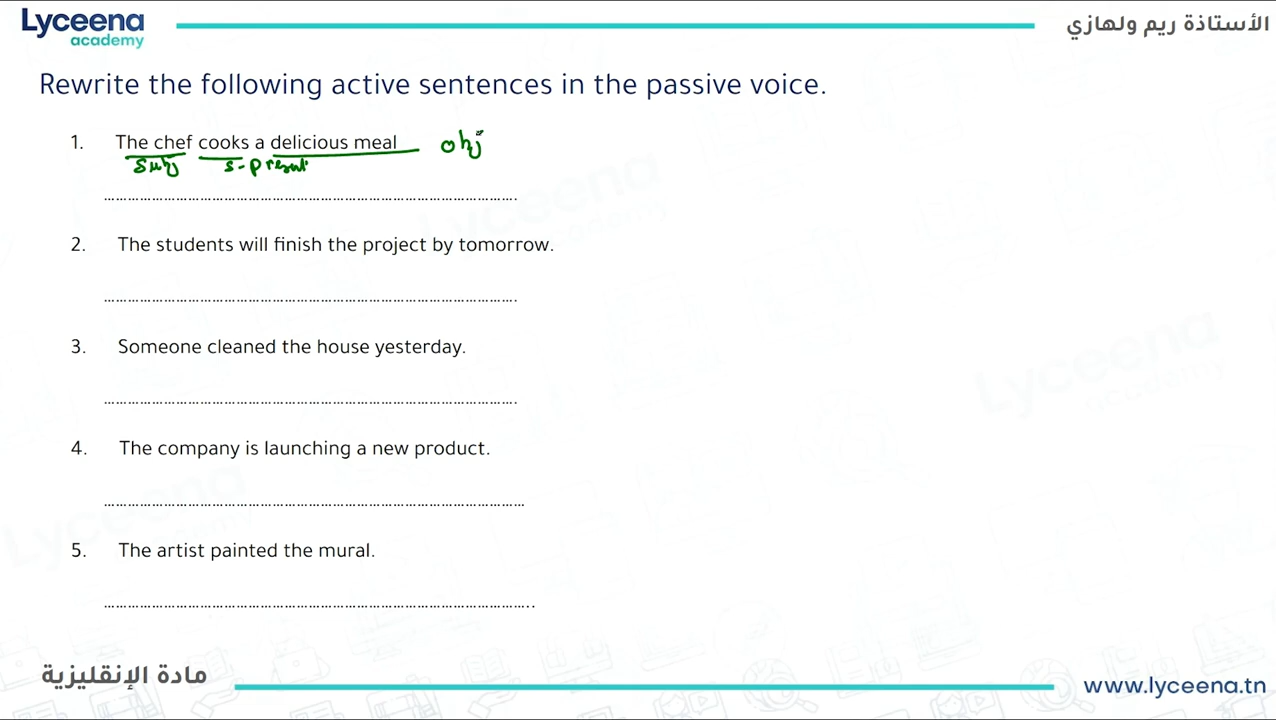 Lyceena
academy
الأستاذة ريم ولهازي
Rewrite the following active sentences in the passive voice.
1. The chef cooks a delicious meal obj
subj s-present
........................................................................................
2. The students will finish the project by tomorrow.
........................................................................................
3. Someone cleaned the house yesterday.
........................................................................................
4. The company is launching a new product.
........................................................................................
5. The artist painted the mural.
........................................................................................
مادة الإنقليزية
www.lyceena.tn